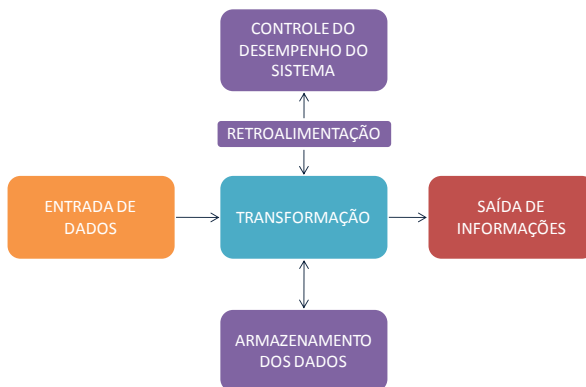 CONTROLE DO
DESEMPENHO DO
SISTEMA
RETROALIMENTAÇÃO
ENTRADA DE
DADOS
TRANSFORMAÇÃO
SAÍDA DE
INFORMAÇÕES
ARMAZENAMENTO
DOS DADOS